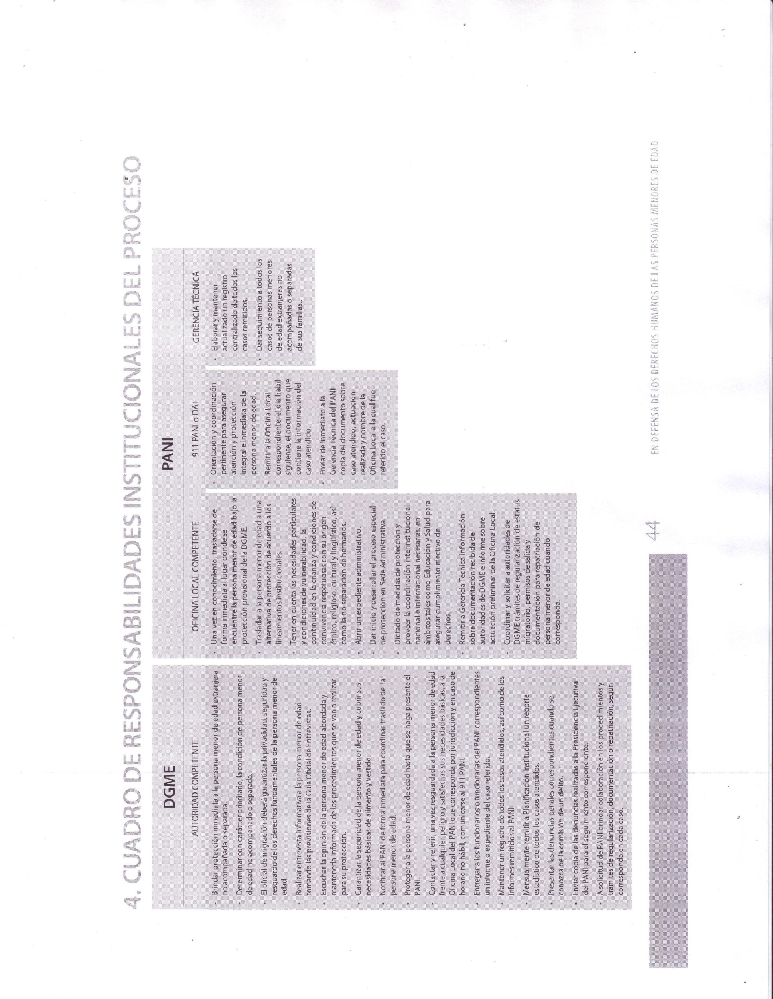 4. CUADRO DE RESPONSABILIDADES INSTITUCIONALES DEL PROCESO
DGME
AUTORIDAD COMPETENTE
• Brindar protección inmediata a la persona menor de edad extranjera
no acompañada o separada.
• Determinar con carácter prioritario, la condición de persona menor
de edad no acompañado o separada.
• El oficial de migración deberá garantizar la privacidad, seguridad y
resguardo de los derechos fundamentales de la persona menor de
edad.
• Realizar entrevista informativa a la persona menor de edad
tomando las previsiones de la Guía Oficial de Entrevistas.
• Escuchar la opinión de la persona menor de edad abordada y
mantenerla informada de los procedimientos que se van a realizar
para su protección.
• Garantizar la seguridad de la persona menor de edad y cubrir sus
necesidades básicas de alimento y vestido.
• Notificar al PANI de forma inmediata para coordinar traslado de la
persona menor de edad.
• Proteger a la persona menor de edad hasta que se haga presente el
PANI.
• Contactar y referir, una vez resguardada a la persona menor de edad
frente a cualquier peligro y satisfechas sus necesidades básicas, a la
Oficina Local del PANI que corresponda por jurisdicción y en caso de
horario no hábil, comunicarse al 911 PANI.
• Entregar a los funcionarios o funcionarias del PANI correspondientes
un informe o expediente del caso referido.
• Mantener un registro de todos los casos atendidos, así como de los
informes remitidos al PANI.
• Mensualmente remitir a Planificación Institucional un reporte
estadístico de todos los casos atendidos.
• Presentar las denuncias penales correspondientes cuando se
conozca de la comisión de un delito.
• Enviar copia de las denuncias realizadas a la Presidencia Ejecutiva
del PANI para el seguimiento correspondiente.
• A solicitud de PANI brindar colaboración en los procedimientos y
trámites de regularización, documentación o repatriación, según
corresponda en cada caso.
PANI
OFICINA LOCAL COMPETENTE
• Una vez en conocimiento, trasladarse de
forma inmediata al lugar donde se
encuentre la persona menor de edad bajo la
protección provisional de la DGME.
• Trasladar a la persona menor de edad a una
alternativa de protección de acuerdo a los
lineamientos institucionales.
• Tener en cuenta las necesidades particulares
y condiciones de vulnerabilidad, la
continuidad en la crianza y condiciones de
convivencia respetuosas con su origen
étnico, religioso, cultural y lingüístico, así
como la no separación de hermanos.
• Abrir un expediente administrativo.
• Dar inicio y desarrollar el proceso especial
de protección en Sede Administrativa.
• Dictado de medidas de protección y
proveer la coordinación interinstitucional
nacional e internacional necesarias, en
ámbitos tales como Educación y Salud para
asegurar cumplimiento efectivo de
derechos.
• Remitir a Gerencia Técnica información
sobre documentación recibida de
autoridades de DGME e informe sobre
actuación preliminar de la Oficina Local.
• Coordinar y solicitar a autoridades de
DGME trámites de regularización de estatus
migratorio, permisos de salida y
documentación para repatriación de
persona menor de edad cuando
corresponda.
911 PANI o DAI
• Orientación y coordinación
pertinente para asegurar
atención y protección
integral e inmediata de la
persona menor de edad.
• Remitir a la Oficina Local
correspondiente, el día hábil
siguiente, el documento que
contiene la información del
caso atendido.
• Enviar de inmediato a la
Gerencia Técnica del PANI
copia del documento sobre
caso atendido, actuación
realizada y nombre de la
Oficina Local a la cual fue
referido el caso.
GERENCIA TÉCNICA
• Elaborar y mantener
actualizado un registro
centralizado de todos los
casos remitidos.
• Dar seguimiento a todos los
casos de personas menores
de edad extranjeras no
acompañadas o separadas
de sus familias..
44
EN DEFENSA DE LOS DERECHOS HUMANOS DE LAS PERSONAS MENORES DE EDAD